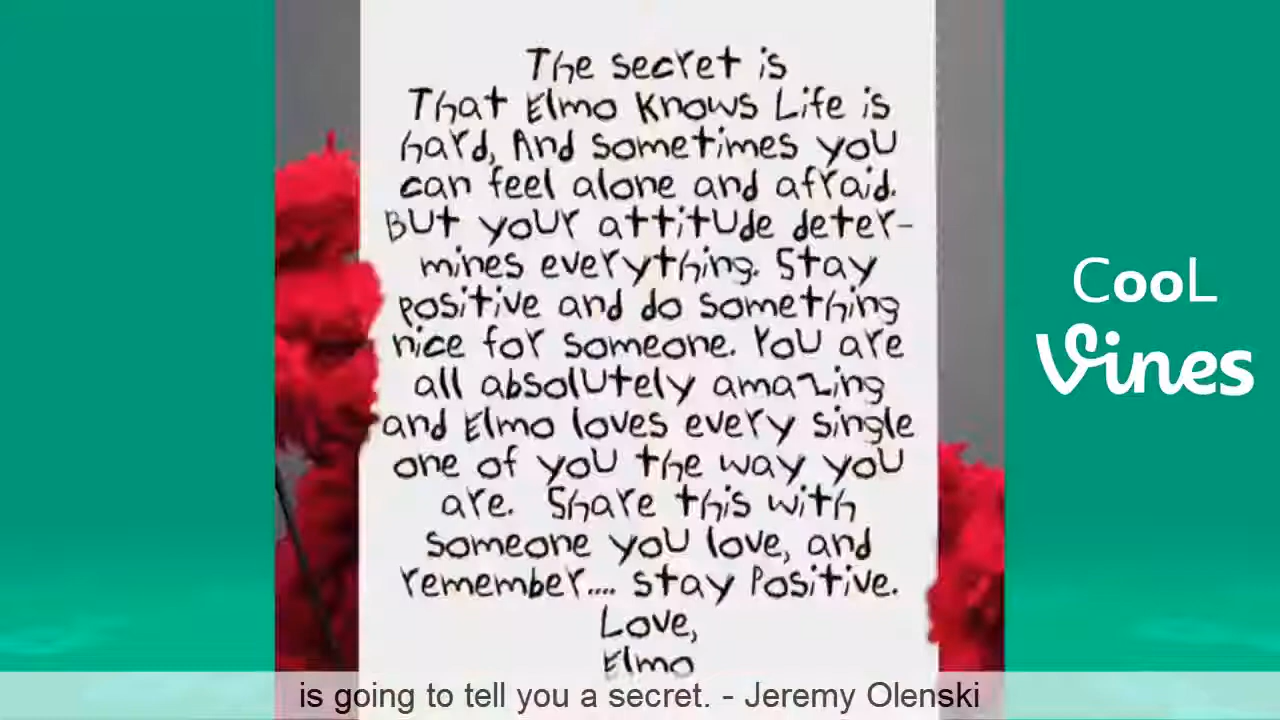 The secret is
That Elmo Knows Life is
hard, And sometimes you
can feel alone and afraid.
But your attitude deter-
mines everything. Stay
positive and do something
nice for someone. You are
all absolutely amazing
and Elmo loves every single
one of you the way you
are. Share this with
someone you love, and
remember.... stay Positive.
Love,
Elmo
CooL
Vines
is going to tell you a secret. - Jeremy Olenski